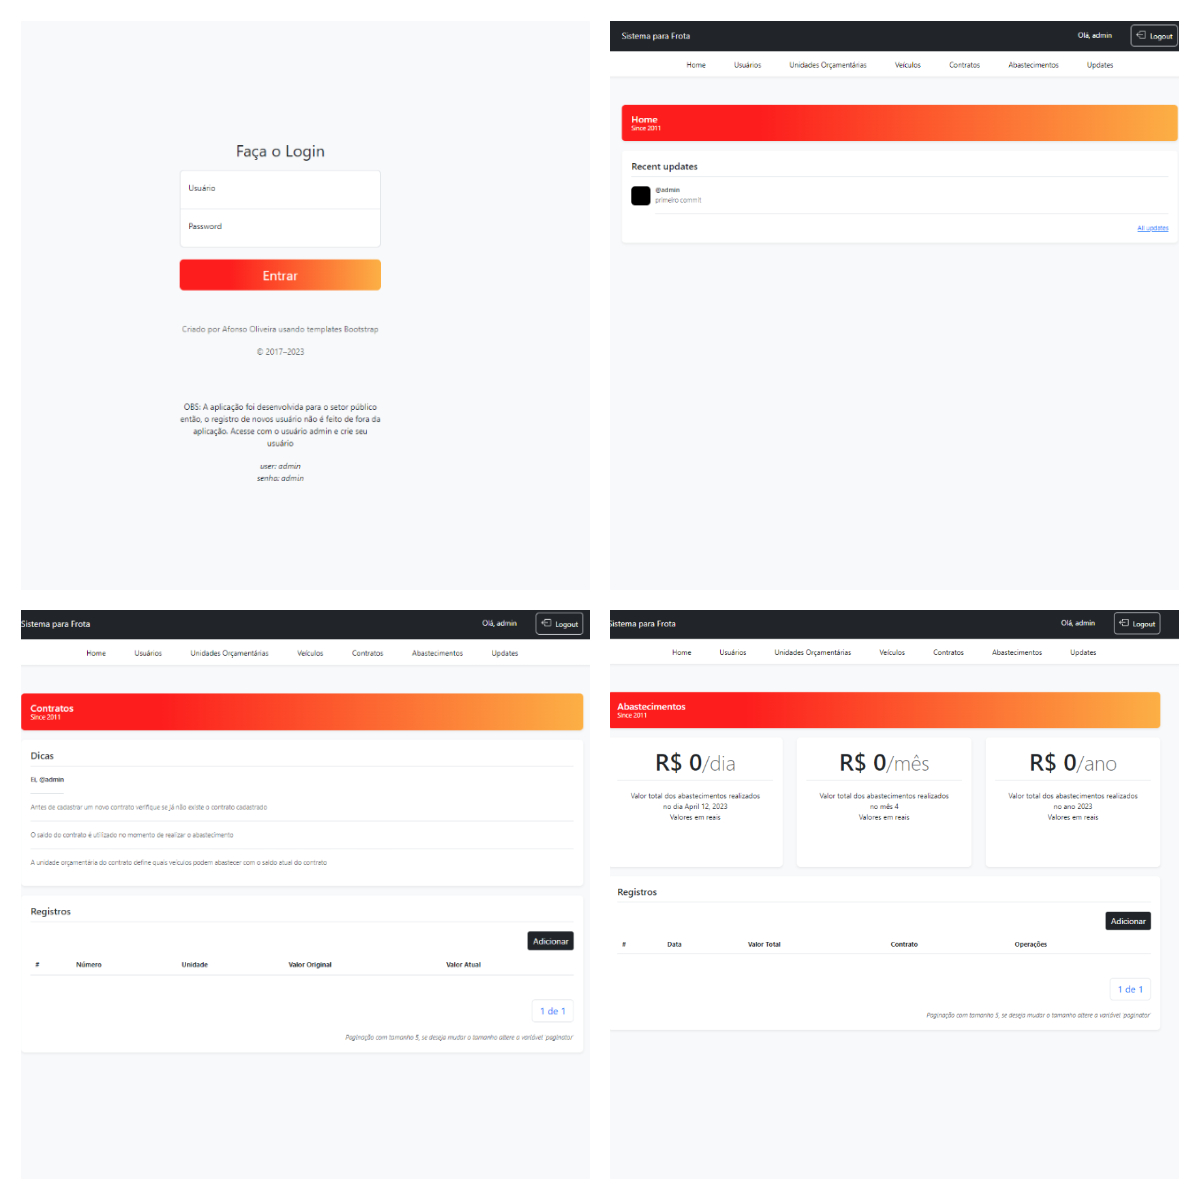 Faça o Login
Usuário
Password
Entrar
Criado por Afonso Oliveira usando templates Bootstrap
© 2017–2023
OBS: A aplicação foi desenvolvida para o setor público
então, o registro de novos usuário não é feito de fora da
aplicação. Acesse com o usuário admin e crie seu
usuário
user: admin
senha: admin
Sistema para Frota
Olá, admin
Logout
Home Usuários Unidades Orçamentárias Veículos Contratos Abastecimentos Updates
Home
Since 2011
Recent updates
@admin
primeiro commit
All updates
Sistema para Frota
Olá, admin
Logout
Home Usuários Unidades Orçamentárias Veículos Contratos Abastecimentos Updates
Contratos
Since 2011
Dicas
Ei, @admin
Antes de cadastrar um novo contrato verifique se já não existe o contrato cadastrado
O saldo do contrato é utilizado no momento de realizar o abastecimento
A unidade orçamentária do contrato define quais veículos podem abastecer com o saldo atual do contrato
Registros
Adicionar
# Número Unidade Valor Original Valor Atual
1 de 1
Paginação com tamanho 5, se deseja mudar o tamanho altere a variável 'paginator'
Sistema para Frota
Olá, admin
Logout
Home Usuários Unidades Orçamentárias Veículos Contratos Abastecimentos Updates
Abastecimentos
Since 2011
R$ 0/dia
Valor total dos abastecimentos realizados
no dia April 12, 2023
Valores em reais
R$ 0/mês
Valor total dos abastecimentos realizados
no mês 4
Valores em reais
R$ 0/ano
Valor total dos abastecimentos realizados
no ano 2023
Valores em reais
Registros
Adicionar
# Data Valor Total Contrato Operações
1 de 1
Paginação com tamanho 5, se deseja mudar o tamanho altere a variável 'paginator'